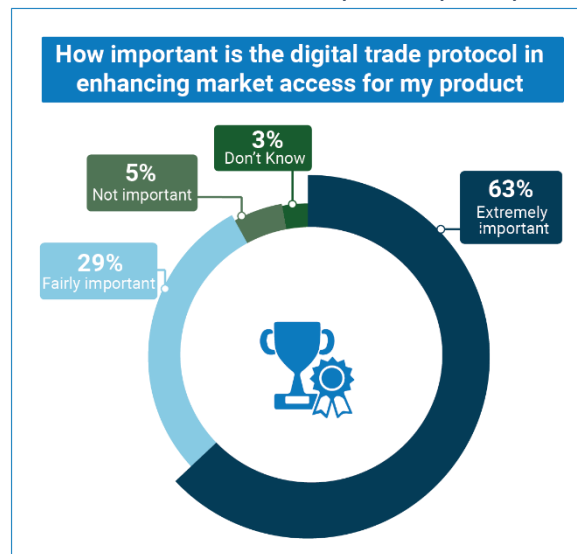 How important is the digital trade protocol in
enhancing market access for my product
3%
Don't Know
5%
Not important
63%
Extremely
important
29%
Fairly important